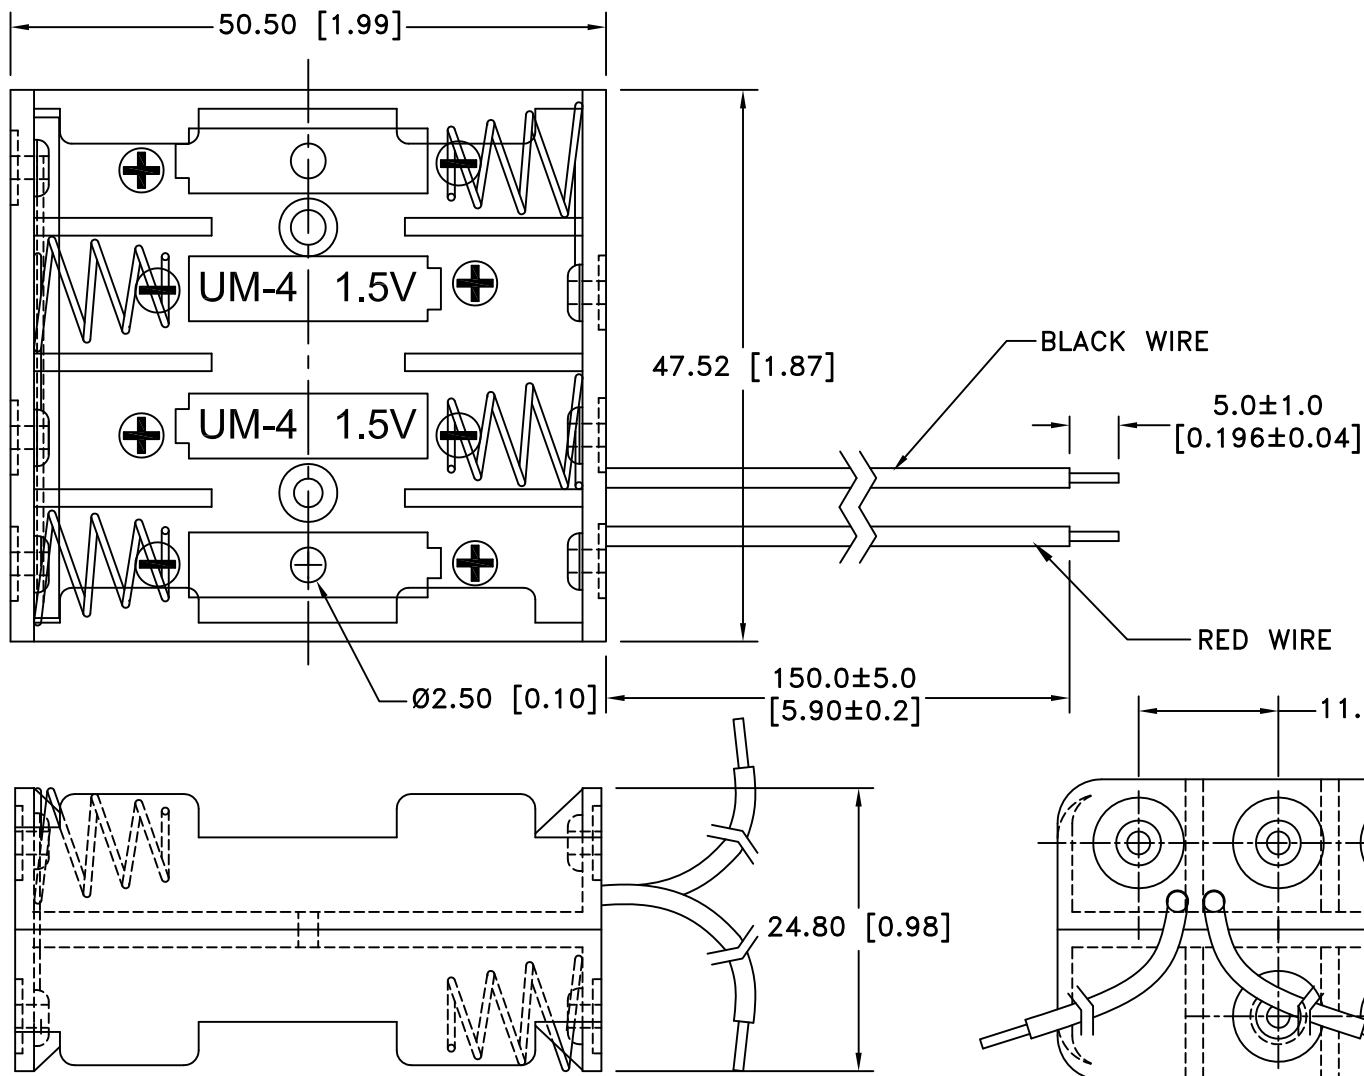 50.50 [1.99]
UM-4 1.5V
BLACK WIRE
47.52 [1.87]
5.0±1.0
[0.196±0.04]
UM-4 1.5V
RED WIRE
Ø2.50 [0.10]
150.0±5.0
[5.90±0.2]
11.
24.80 [0.98]